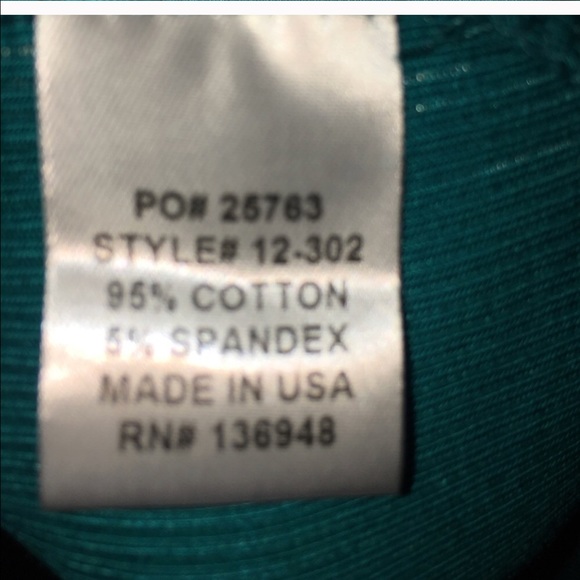 PO# 25763
STYLE# 12-302
95% COTTON
5% SPANDEX
MADE IN USA
RN# 136948